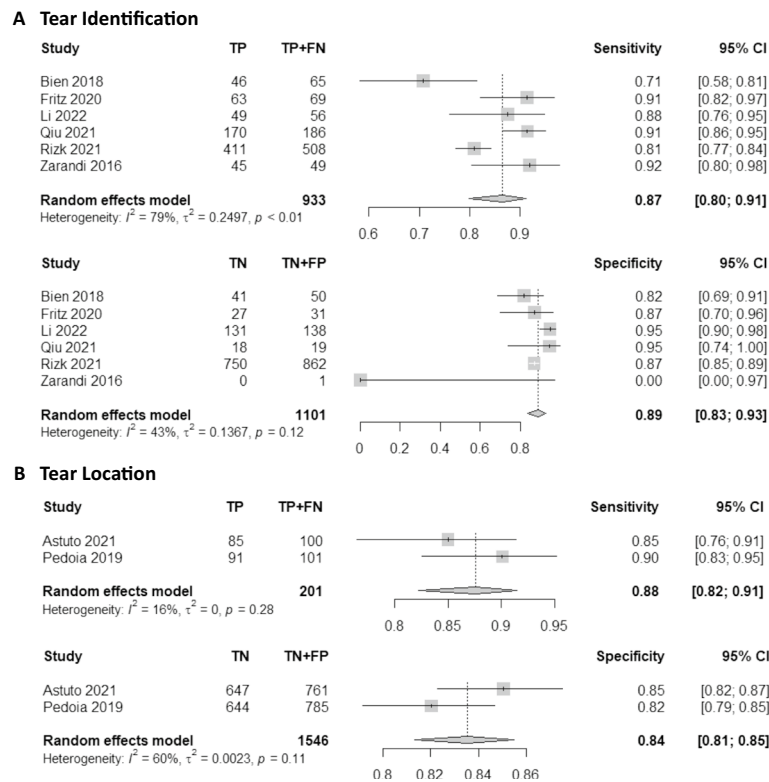 A Tear Identification
Study TP TP+FN Sensitivity 95% CI
Bien 2018 46 65 0.71 [0.58; 0.81]
Fritz 2020 63 69 0.91 [0.82; 0.97]
Li 2022 49 56 0.88 [0.76; 0.95]
Qiu 2021 170 186 0.91 [0.86; 0.95]
Rizk 2021 411 508 0.81 [0.77; 0.84]
Zarandi 2016 45 49 0.92 [0.80; 0.98]
Random effects model 933 0.87 [0.80; 0.91]
Heterogeneity: I² = 79%, τ² = 0.2497, p < 0.01
0.6 0.7 0.8 0.9
Study TN TN+FP Specificity 95% CI
Bien 2018 41 50 0.82 [0.69; 0.91]
Fritz 2020 27 31 0.87 [0.70; 0.96]
Li 2022 131 138 0.95 [0.90; 0.98]
Qiu 2021 18 19 0.95 [0.74; 1.00]
Rizk 2021 750 862 0.87 [0.85; 0.89]
Zarandi 2016 0 1 0.00 [0.00; 0.97]
Random effects model 1101 0.89 [0.83; 0.93]
Heterogeneity: I² = 43%, τ² = 0.1367, p = 0.12
0 0.2 0.4 0.6 0.8
B Tear Location
Study TP TP+FN Sensitivity 95% CI
Astuto 2021 85 100 0.85 [0.76; 0.91]
Pedoia 2019 91 101 0.90 [0.83; 0.95]
Random effects model 201 0.88 [0.82; 0.91]
Heterogeneity: I² = 16%, τ² = 0, p = 0.28
0.8 0.85 0.9 0.95
Study TN TN+FP Specificity 95% CI
Astuto 2021 647 761 0.85 [0.82; 0.87]
Pedoia 2019 644 785 0.82 [0.79; 0.85]
Random effects model 1546 0.84 [0.81; 0.85]
Heterogeneity: I² = 60%, τ² = 0.0023, p = 0.11
0.8 0.82 0.84 0.86